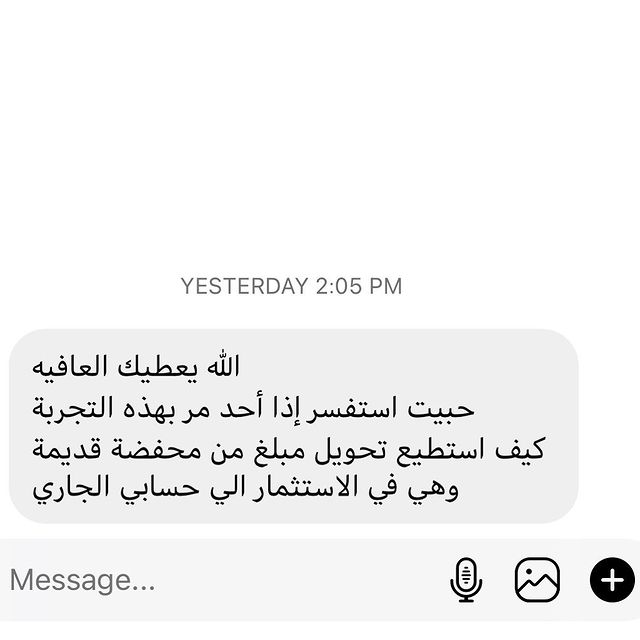 YESTERDAY 2:05 PM
الله يعطيك العافيه
حبيت استفسر إذا أحد مر بهذه التجربة
كيف استطيع تحويل مبلغ من محفضة قديمة
وهي في الاستثمار الي حسابي الجاري
Message...